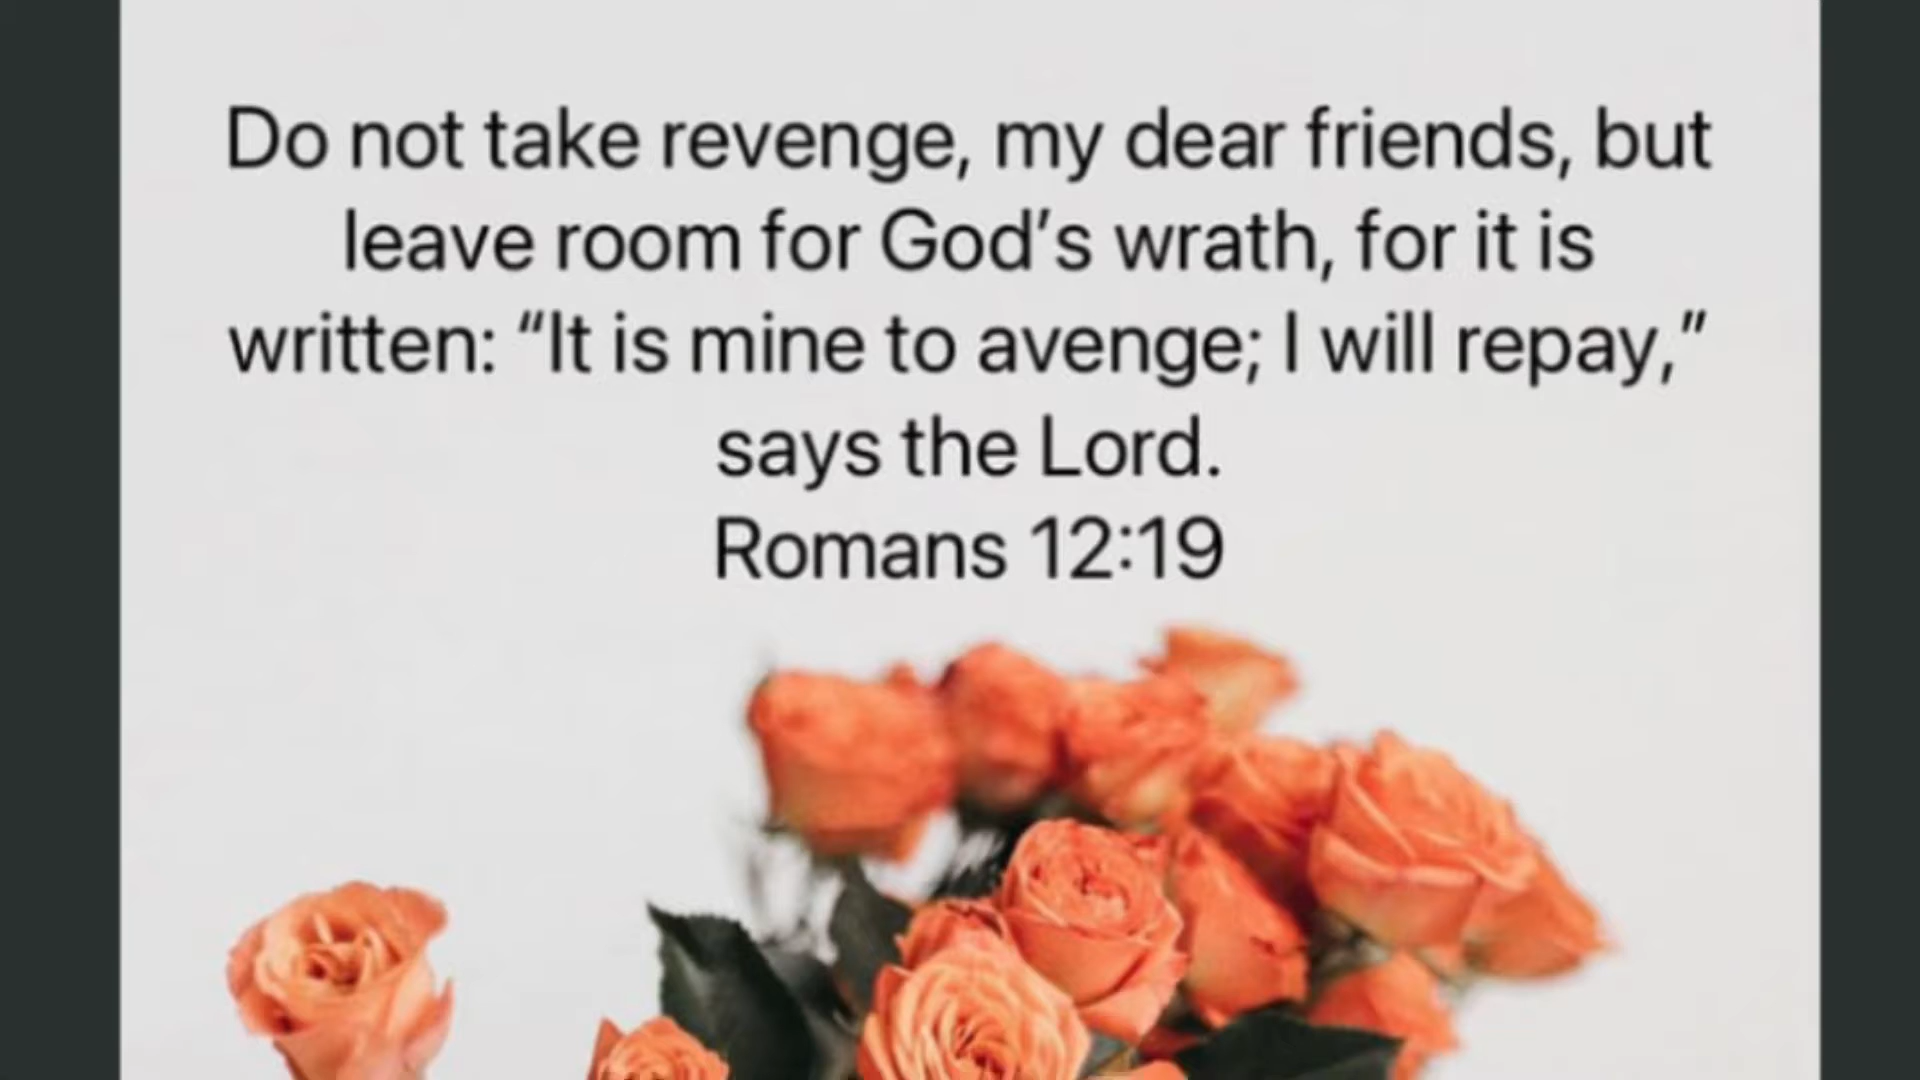 Do not take revenge, my dear friends, but
leave room for God’s wrath, for it is
written: “It is mine to avenge; I will repay,”
says the Lord.
Romans 12:19